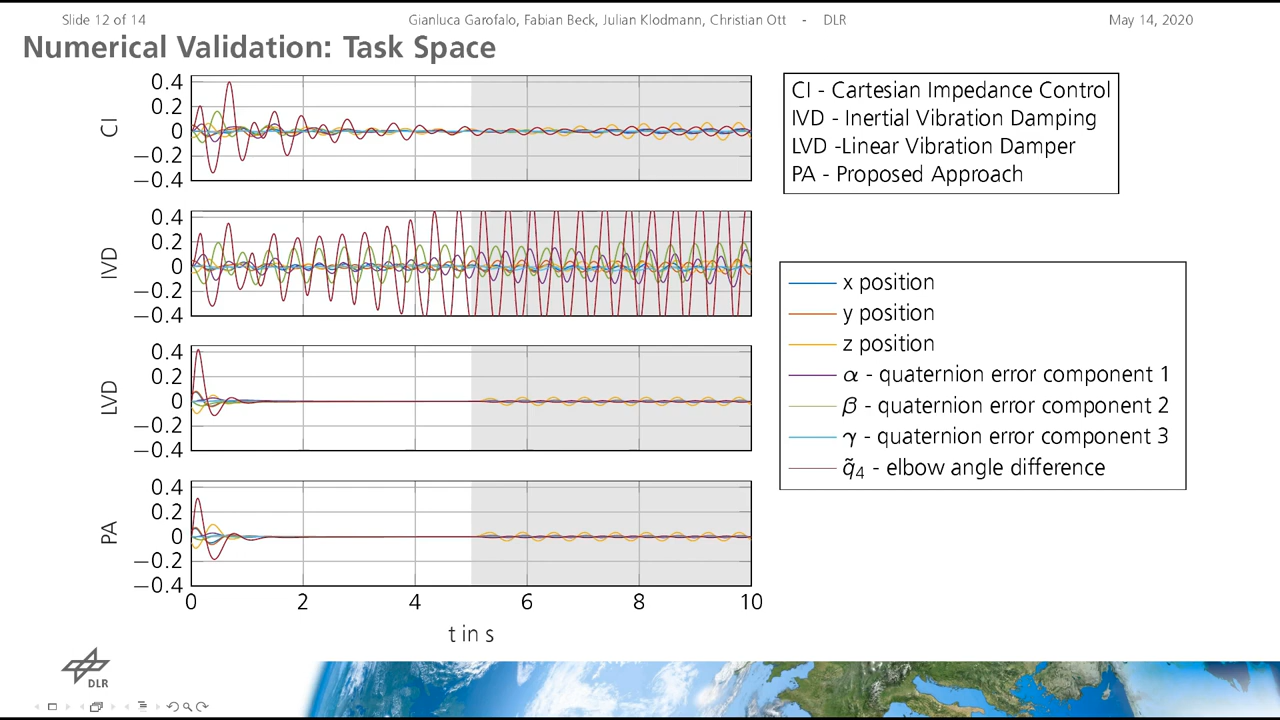 Slide 12 of 14
Gianluca Garofalo, Fabian Beck, Julian Klodmann, Christian Ott - DLR
May 14, 2020
Numerical Validation: Task Space
CI
0.4
0.2
0
−0.2
−0.4
IVD
0.4
0.2
0
−0.2
−0.4
LVD
0.4
0.2
0
−0.2
−0.4
PA
0.4
0.2
0
−0.2
−0.4
0 2 4 6 8 10
t in s
CI - Cartesian Impedance Control
IVD - Inertial Vibration Damping
LVD -Linear Vibration Damper
PA - Proposed Approach
x position
y position
z position
α - quaternion error component 1
β - quaternion error component 2
γ - quaternion error component 3
q̃₄ - elbow angle difference
DLR